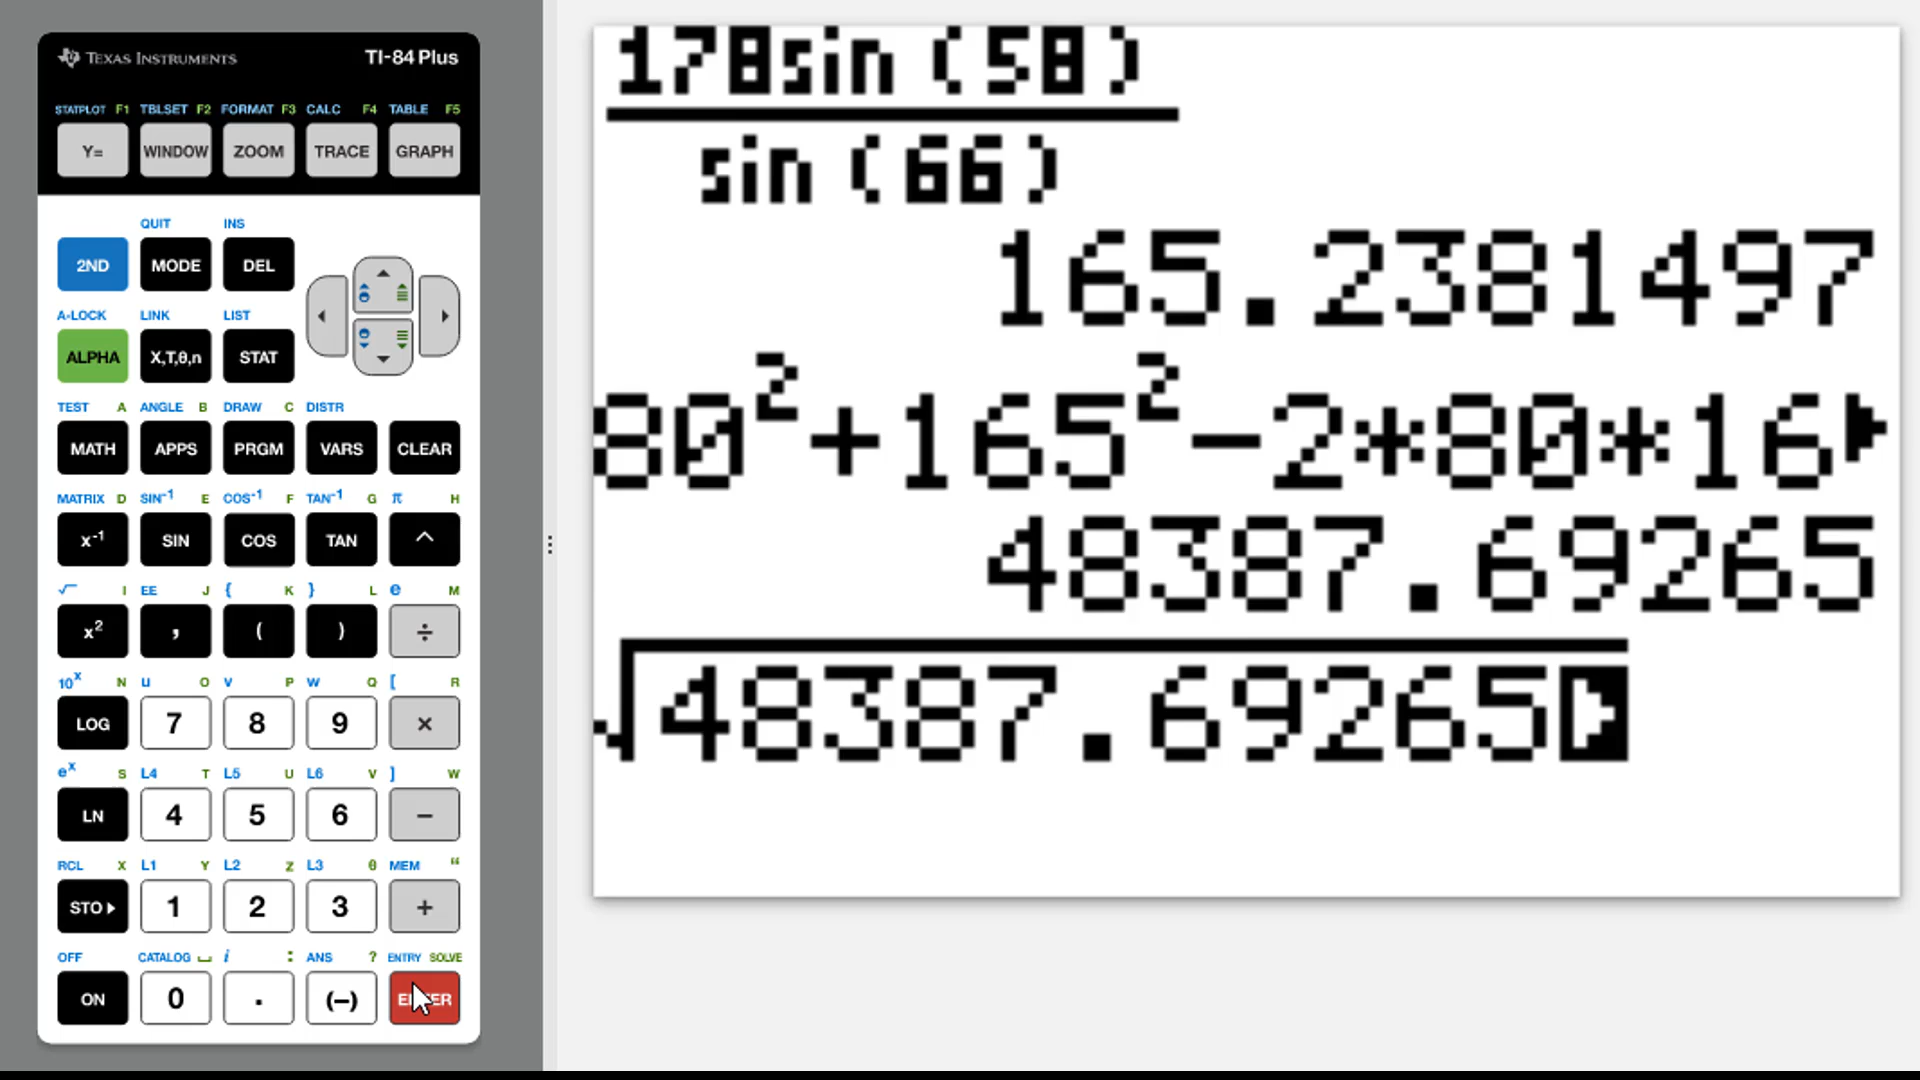 TEXAS INSTRUMENTS TI-84 Plus
STATPLOT F1 TBLSET F2 FORMAT F3 CALC F4 TABLE F5
Y= WINDOW ZOOM TRACE GRAPH
QUIT INS
2ND MODE DEL
A-LOCK LINK LIST
ALPHA X,T,θ,n STAT
TEST A ANGLE B DRAW C DISTR
MATH APPS PRGM VARS CLEAR
MATRIX D SIN⁻¹ E COS⁻¹ F TAN⁻¹ G π H
x⁻¹ SIN COS TAN ^
√ I EE J { K } L e M
x² , ( ) ÷
10ˣ N u O v P w Q [ R
LOG 7 8 9 ×
eˣ S L4 T L5 U L6 V ] W
LN 4 5 6 −
RCL X L1 Y L2 Z L3 θ MEM “
STO▸ 1 2 3 +
OFF CATALOG ⎵ i : ANS ? ENTRY SOLVE
ON 0 . (−)
178sin(58)
sin(66)
165.2381497
80²+165²−2*80*16▸
48387.69265
√48387.69265